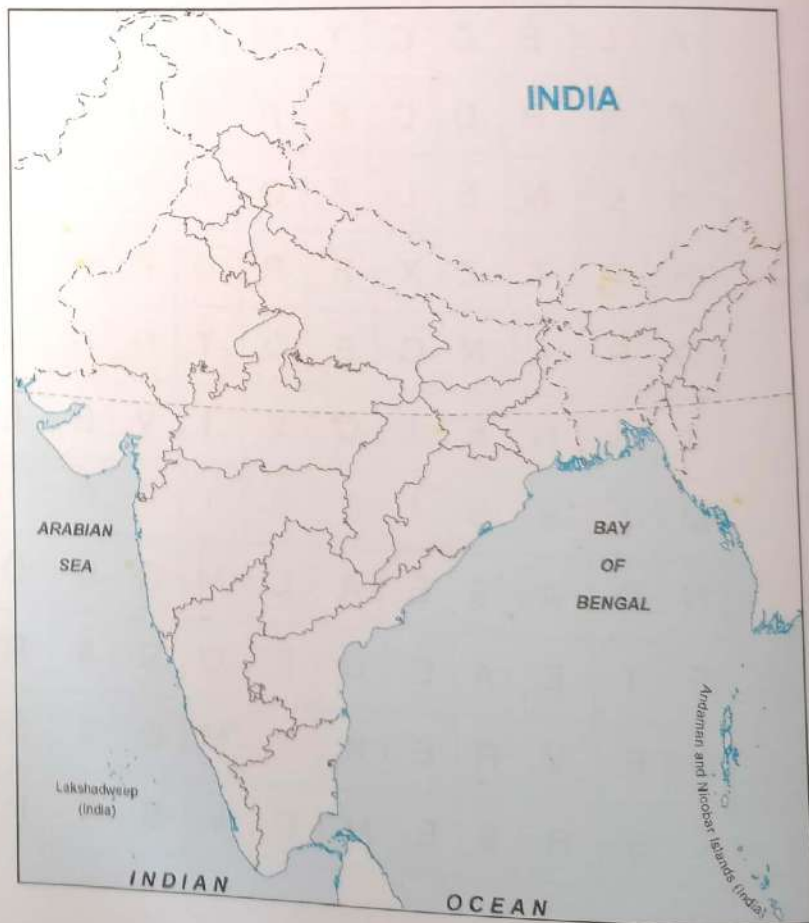 INDIA
ARABIAN
SEA
BAY
OF
BENGAL
Lakshadweep
(India)
Andaman and Nicobar Islands (India)
INDIAN
OCEAN